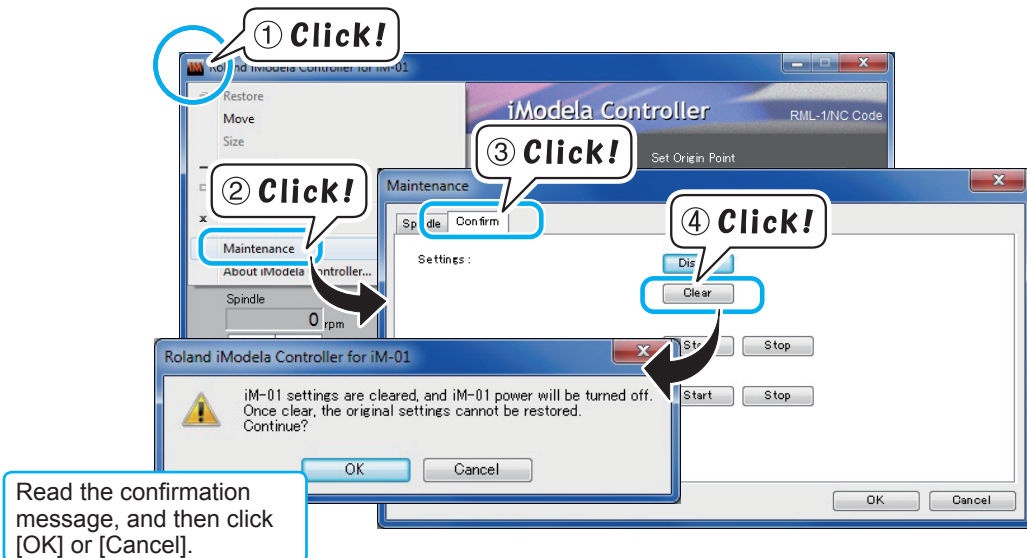 ① Click!
Roland iModela Controller for iM-01
Restore
Move
Size
iModela Controller
RML-1/NC Code
③ Click!
Set Origin Point
② Click!
Maintenance
x
Spindle
Confirm
④ Click!
Maintenance
Settings :
About iModela Controller...
Clear
Spindle
0 rpm
Stop
Roland iModela Controller for iM-01
iM-01 settings are cleared, and iM-01 power will be turned off.
Once clear, the original settings cannot be restored.
Continue?
Start
Stop
OK
Cancel
Read the confirmation
message, and then click
[OK] or [Cancel].
OK
Cancel